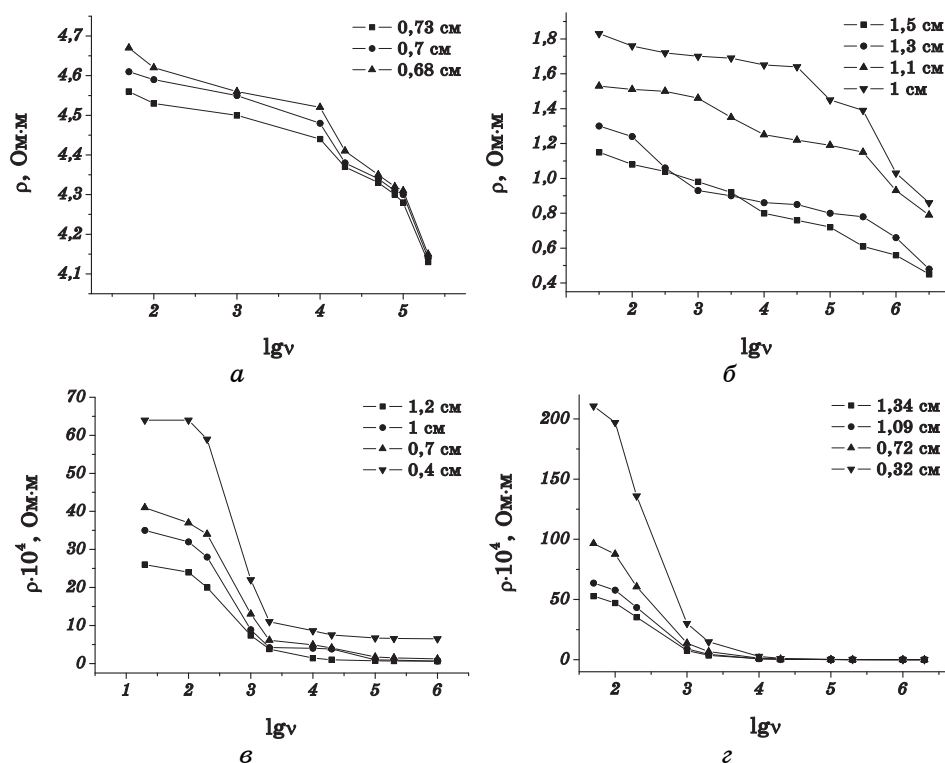 0,73 см
0,7 см
0,68 см
4,7
4,6
4,5
4,4
4,3
4,2
4,1
ρ, Ом·м
2 3 4 5
lgν
а
1,5 см
1,3 см
1,1 см
1 см
1,8
1,6
1,4
1,2
1,0
0,8
0,6
0,4
ρ, Ом·м
2 3 4 5 6
lgν
б
1,2 см
1 см
0,7 см
0,4 см
70
60
50
40
30
20
10
0
ρ·10⁴, Ом·м
1 2 3 4 5 6
lgν
в
1,34 см
1,09 см
0,72 см
0,32 см
200
150
100
50
0
ρ·10⁴, Ом·м
2 3 4 5 6
lgν
г